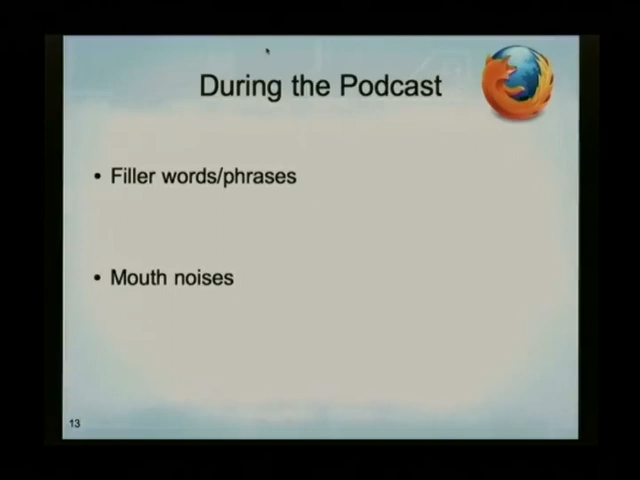 During the Podcast
• Filler words/phrases
• Mouth noises
13